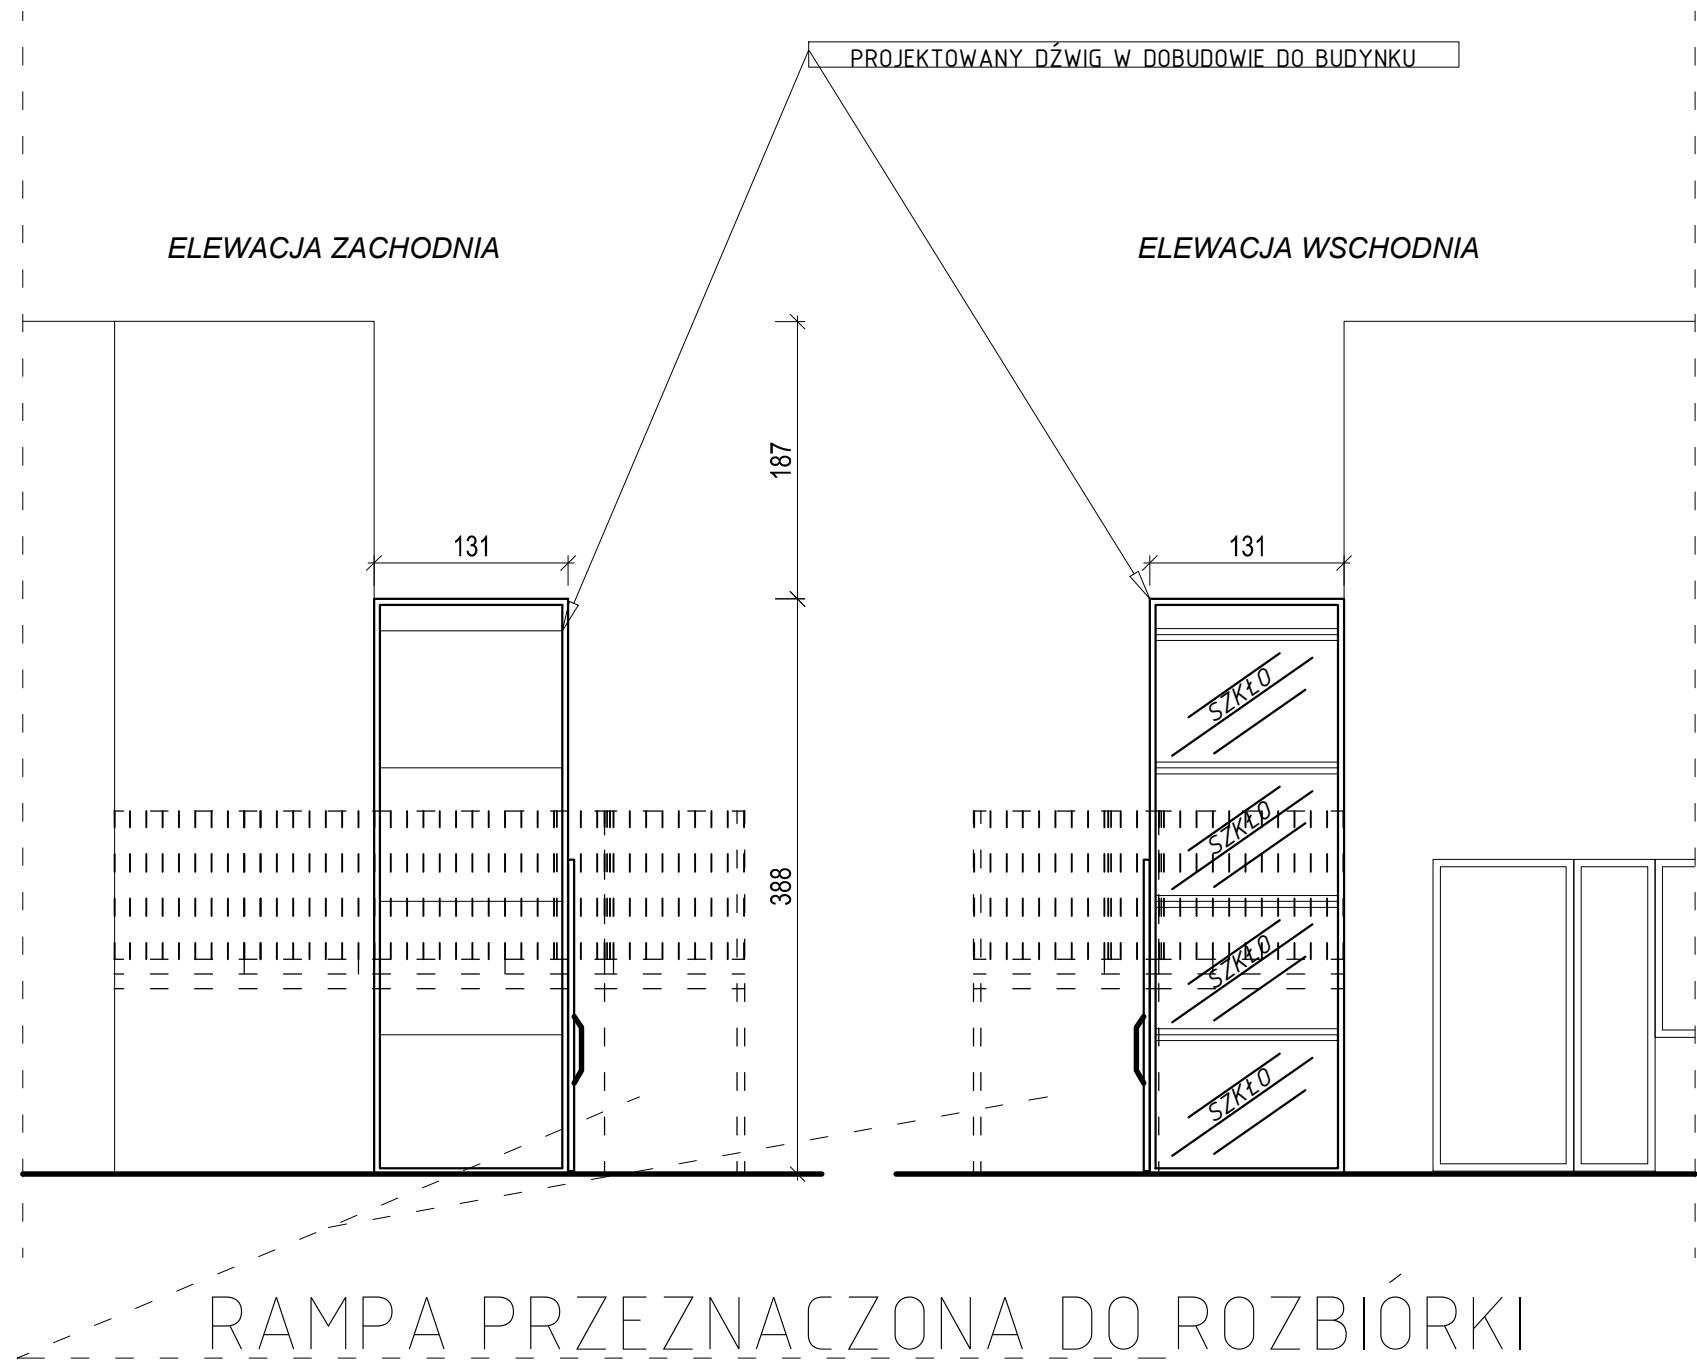 PROJEKTOWANY DŹWIG W DOBUDOWIE DO BUDYNKU
ELEWACJA ZACHODNIA
ELEWACJA WSCHODNIA
187
131
131
388
SZKŁO
SZKŁO
SZKŁO
SZKŁO
RAMPA PRZEZNACZONA DO ROZBIÓRKI